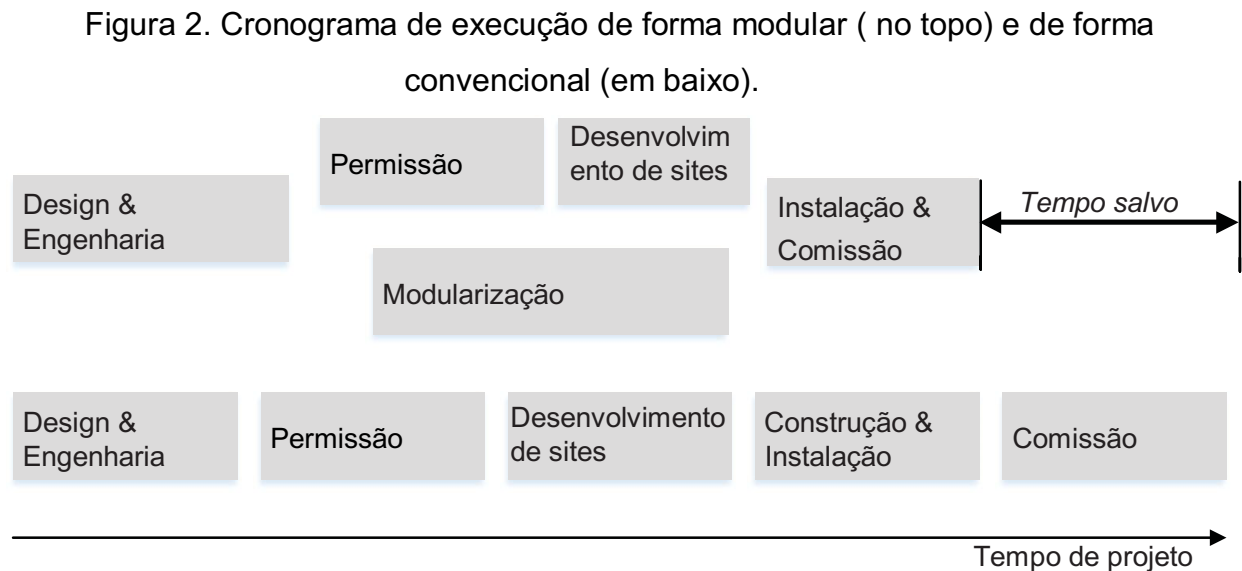 Figura 2. Cronograma de execução de forma modular ( no topo) e de forma
convencional (em baixo).
Permissão
Desenvolvim
ento de sites
Design &
Engenharia
Instalação &
Comissão
Tempo salvo
Modularização
Design &
Engenharia
Permissão
Desenvolvimento
de sites
Construção &
Instalação
Comissão
Tempo de projeto